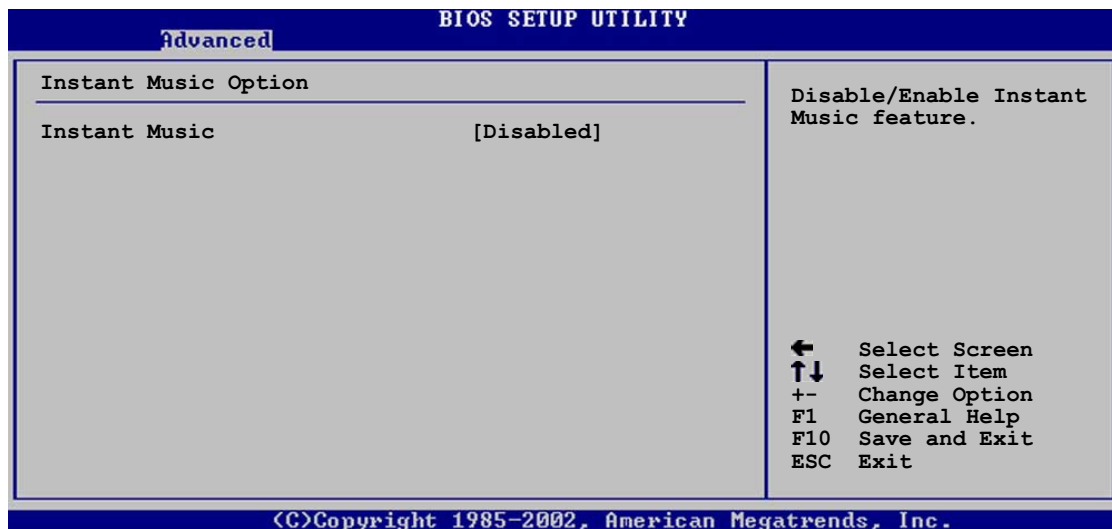 BIOS SETUP UTILITY
Advanced
Instant Music Option
Instant Music [Disabled]
Disable/Enable Instant
Music feature.
← Select Screen
↑↓ Select Item
+- Change Option
F1 General Help
F10 Save and Exit
ESC Exit
(C)Copyright 1985-2002, American Megatrends, Inc.